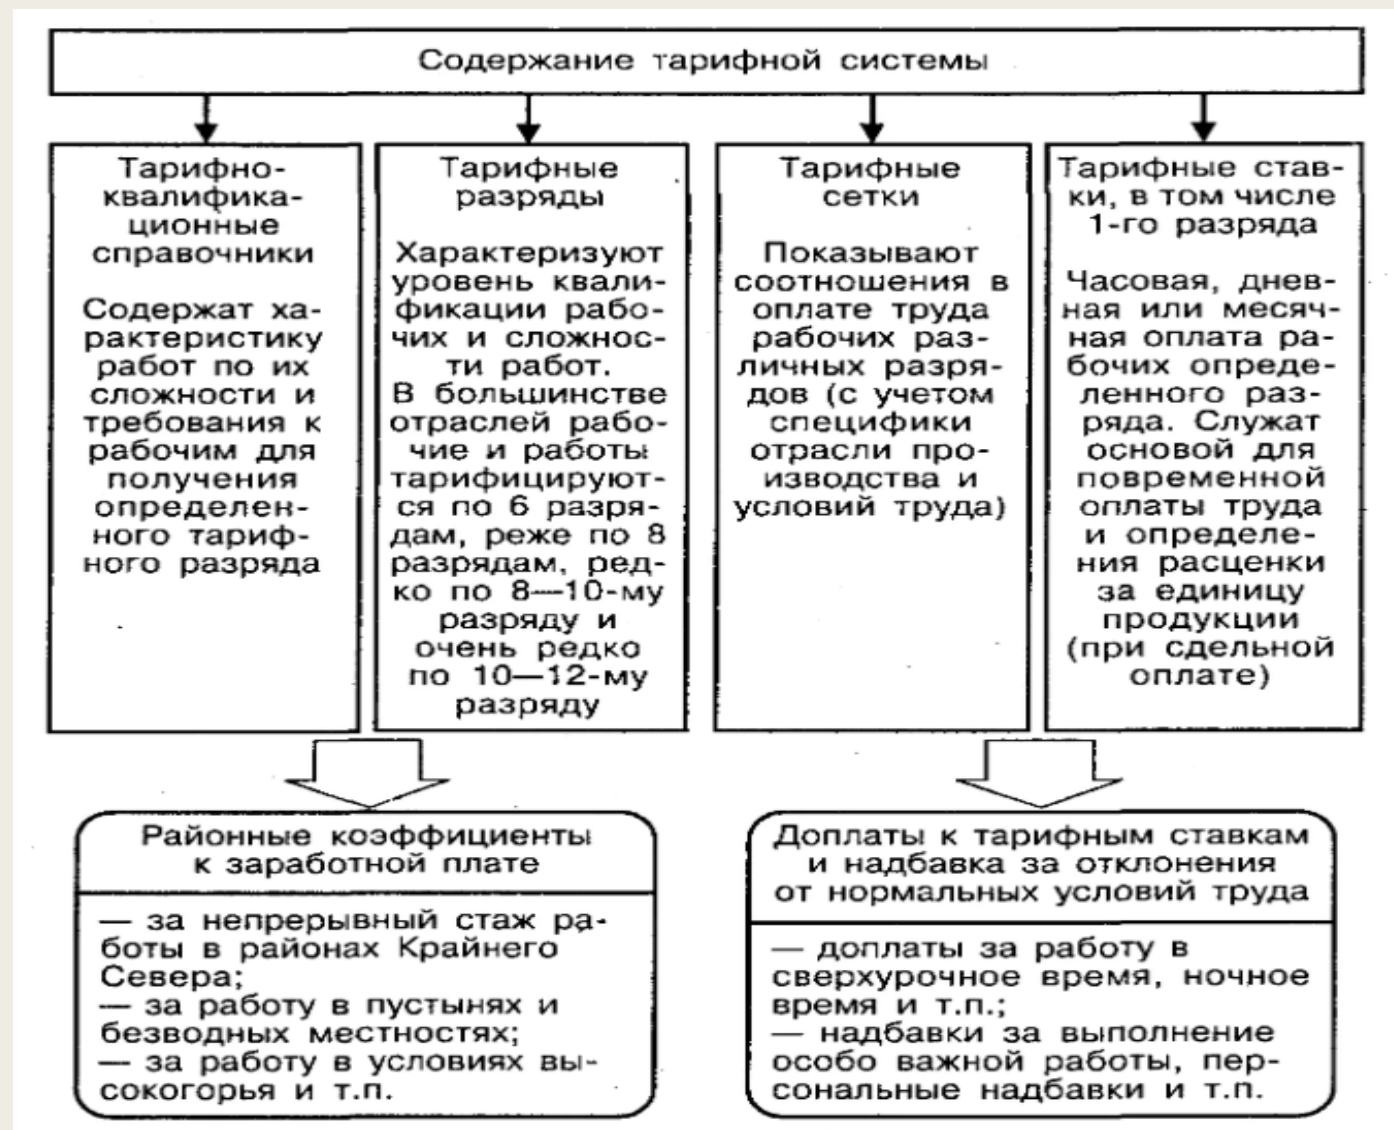 Содержание тарифной системы
Тарифно-
квалифика-
ционные
справочники
Содержат ха-
рактеристику
работ по их
сложности и
требования к
рабочим для
получения
определен-
ного тариф-
ного разряда
Тарифные
разряды
Характеризуют
уровень квали-
фикации рабо-
чих и сложнос-
ти работ.
В большинстве
отраслей рабо-
чие и работы
тарифицируют-
ся по 6 разря-
дам, реже по 8
разрядам, ред-
ко по 8—10-му
разряду и
очень редко
по 10—12-му
разряду
Тарифные
сетки
Показывают
соотношения в
оплате труда
рабочих раз-
личных разря-
дов (с учетом
специфики
отрасли про-
изводства и
условий труда)
Тарифные став-
ки, в том числе
1-го разряда
Часовая, днев-
ная или месяч-
ная оплата ра-
бочих опреде-
ленного раз-
ряда. Служат
основой для
повременной
оплаты труда
и определе-
ния расценки
за единицу
продукции
(при сдельной
оплате)
Районные коэффициенты
к заработной плате
— за непрерывный стаж ра-
боты в районах Крайнего
Севера;
— за работу в пустынях и
безводных местностях;
— за работу в условиях вы-
сокогорья и т.п.
Доплаты к тарифным ставкам
и надбавка за отклонения
от нормальных условий труда
— доплаты за работу в
сверхурочное время, ночное
время и т.п.;
— надбавки за выполнение
особо важной работы, пер-
сональные надбавки и т.п.